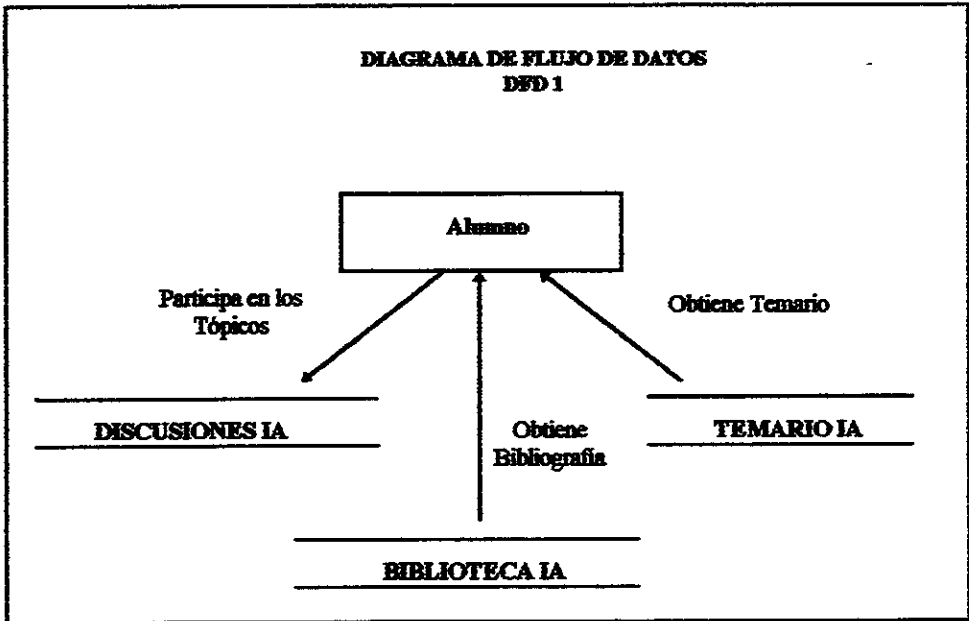 DIAGRAMA DE FLUJO DE DATOS
DFD 1
Alumno
Participa en los
Tópicos
Obtiene Temario
DISCUSIONES IA
Obtiene
Bibliografía
TEMARIO IA
BIBLIOTECA IA